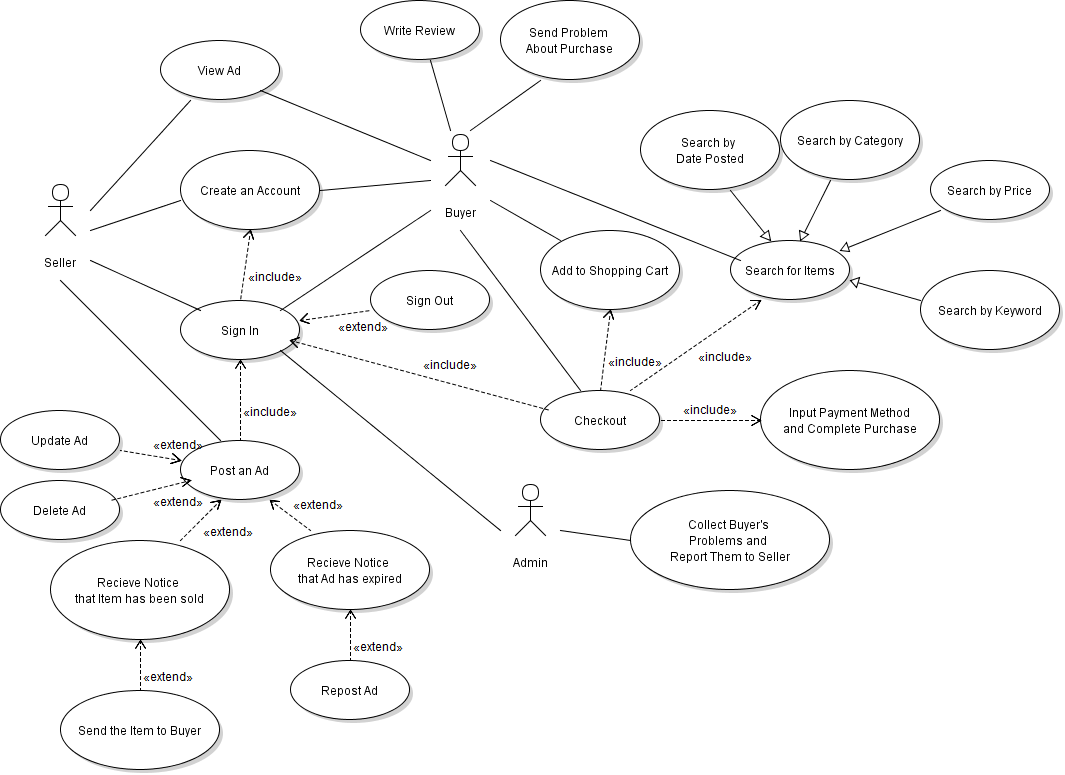 Write Review
Send Problem
About Purchase
View Ad
Search by
Date Posted
Search by Category
Create an Account
Search by Price
Buyer
Seller
«include»
Add to Shopping Cart
Search for Items
Sign Out
Search by Keyword
Sign In
«extend»
«include»
«include»
«include»
«include»
«include»
Checkout
Input Payment Method
and Complete Purchase
Update Ad
«extend»
Post an Ad
Delete Ad
«extend»
«extend»
«extend»
Collect Buyer's
Problems and
Report Them to Seller
Admin
Recieve Notice
that Item has been sold
Recieve Notice
that Ad has expired
«extend»
«extend»
Repost Ad
Send the Item to Buyer